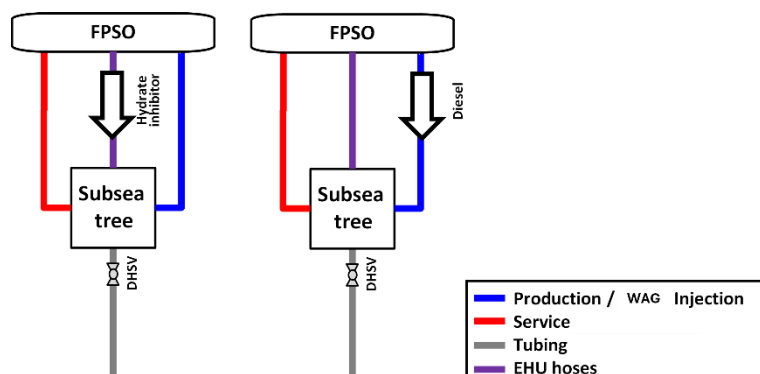 FPSO
Hydrate
inhibitor
Subsea
tree
DHSV
FPSO
Diesel
Subsea
tree
DHSV
Production / WAG Injection
Service
Tubing
EHU hoses